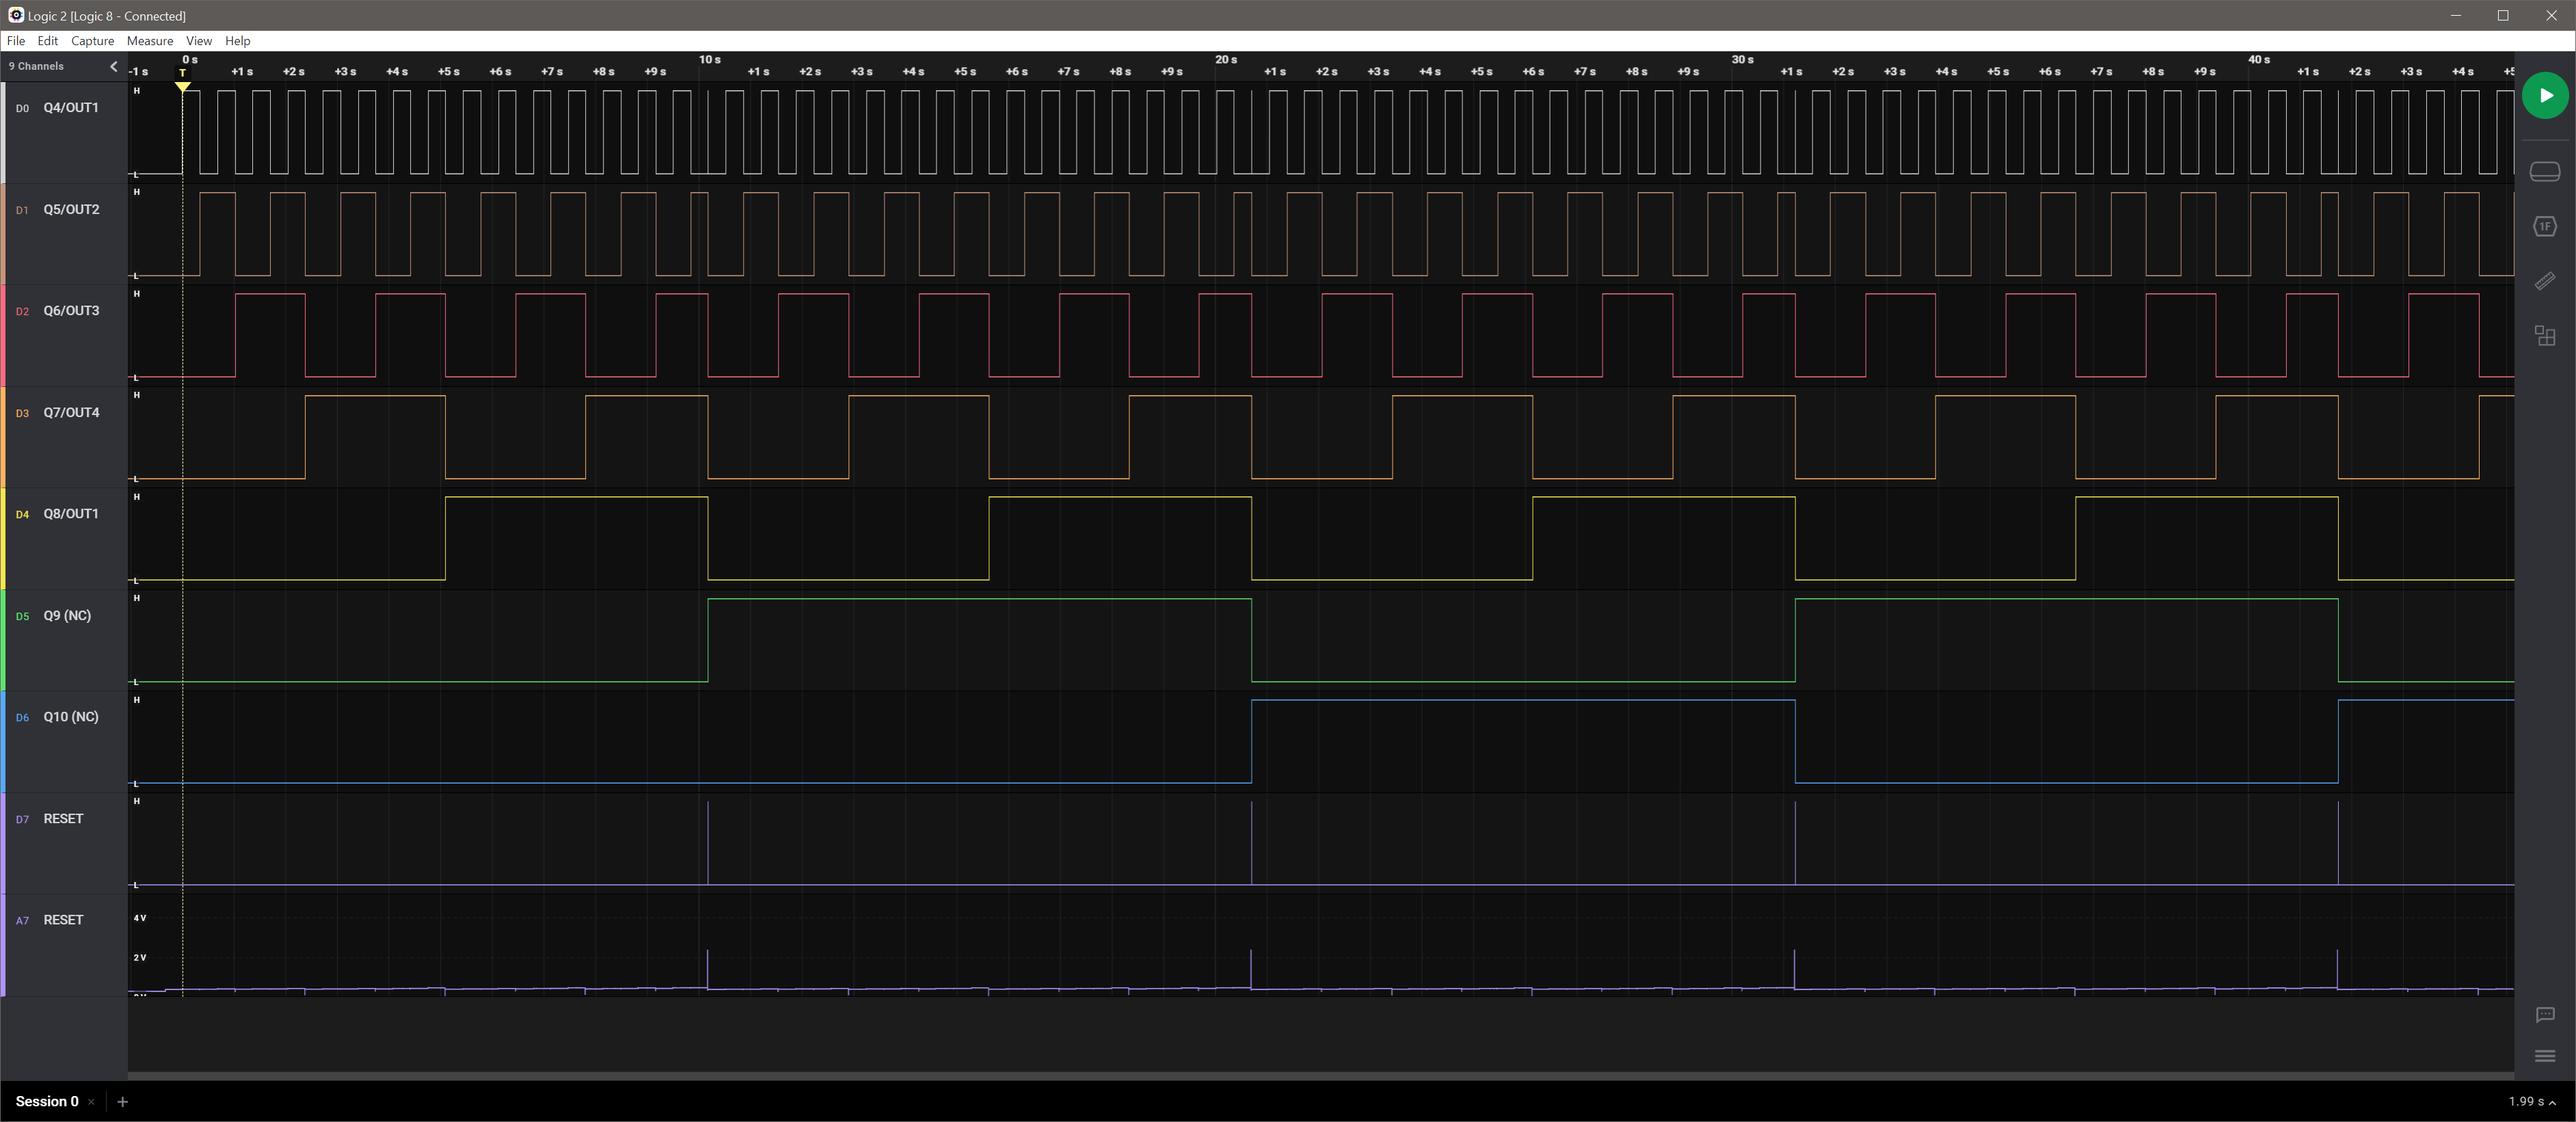 Logic 2 [Logic 8 - Connected]
File Edit Capture Measure View Help
9 Channels
0 s 10 s 20 s 30 s 40 s
-1 s T +1 s +2 s +3 s +4 s +5 s +6 s +7 s +8 s +9 s +1 s +2 s +3 s +4 s +5 s +6 s +7 s +8 s +9 s +1 s +2 s +3 s +4 s +5 s +6 s +7 s +8 s +9 s +1 s +2 s +3 s +4 s +5 s +6 s +7 s +8 s +9 s +1 s +2 s +3 s +4 s +5
H
D0 Q4/OUT1
L
H
D1 Q5/OUT2
L
1F
H
D2 Q6/OUT3
L
H
D3 Q7/OUT4
L
H
D4 Q8/OUT1
L
H
D5 Q9 (NC)
L
H
D6 Q10 (NC)
L
H
D7 RESET
L
4 V
A7 RESET
2 V
Session 0
1.99 s